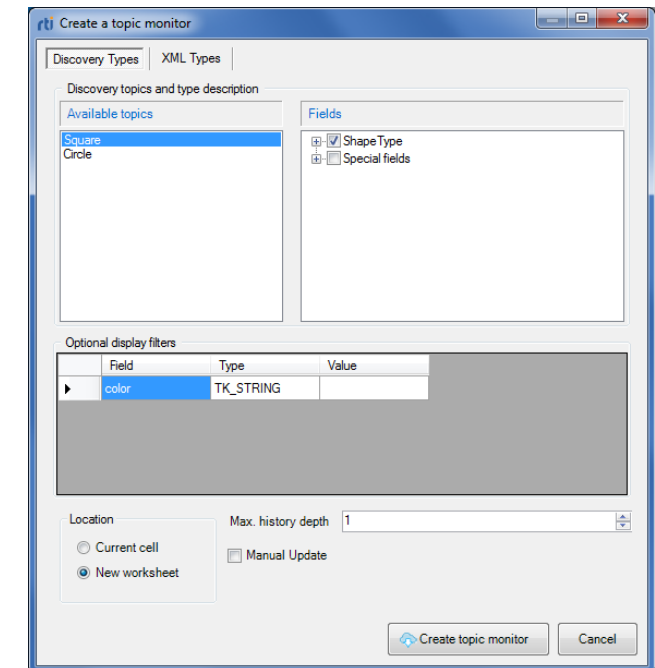 rti Create a topic monitor
Discovery Types XML Types
Discovery topics and type description
Available topics Fields
Square ShapeType
Circle Special fields
Optional display filters
Field Type Value
color TK_STRING
Location Max. history depth 1
Current cell Manual Update
New worksheet
Create topic monitor Cancel